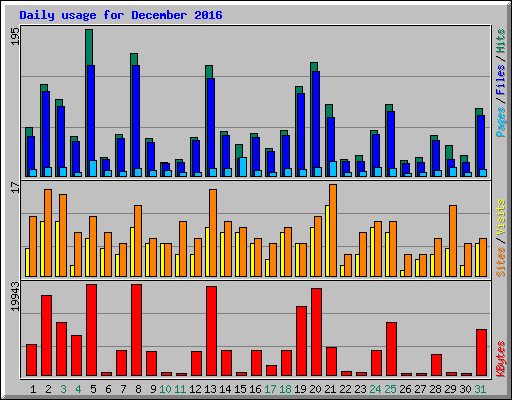 Daily usage for December 2016
195
Pages / Files / Hits
17
Sites / Visits
19943
KBytes
1 2 3 4 5 6 7 8 9 10 11 12 13 14 15 16 17 18 19 20 21 22 23 24 25 26 27 28 29 30 31